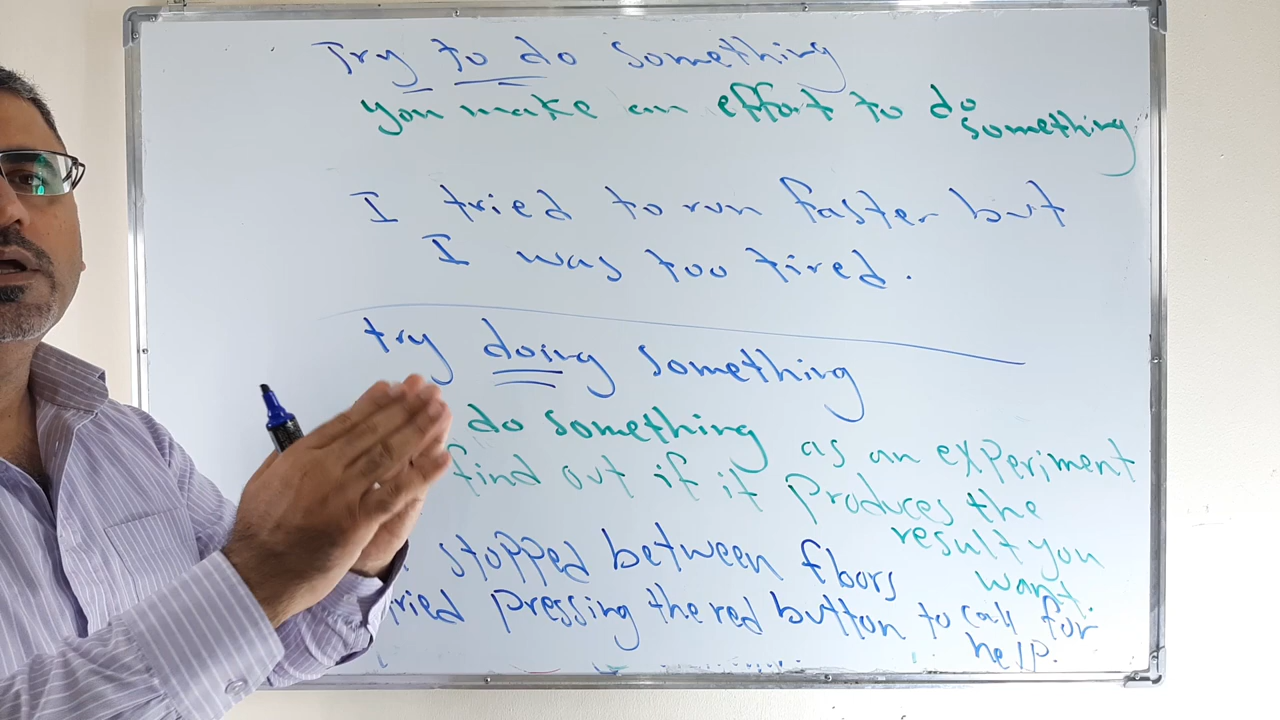 Try to do something
you make an effort to do something
I tried to run faster but
I was too tired.
try doing something
do something as an experiment
find out if it produces the
result you
want.
stopped between floors
tried pressing the red button to call for
help.